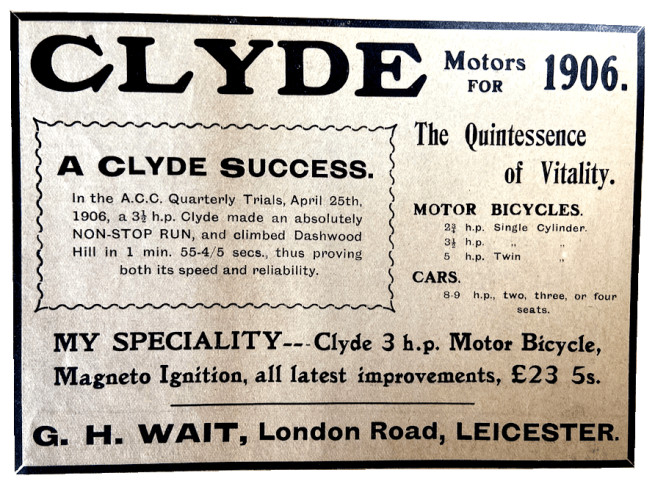 CLYDE Motors FOR 1906.
A CLYDE SUCCESS.
In the A.C.C. Quarterly Trials, April 25th,
1906, a 3½ h.p. Clyde made an absolutely
NON-STOP RUN, and climbed Dashwood
Hill in 1 min. 55-4/5 secs., thus proving
both its speed and reliability.
The Quintessence
of Vitality.
MOTOR BICYCLES.
2¾ h.p. Single Cylinder.
3½ h.p. „ „
5 h.p. Twin „
CARS.
8-9 h.p., two, three, or four
seats.
MY SPECIALITY---Clyde 3 h.p. Motor Bicycle,
Magneto Ignition, all latest improvements, £23 5s.
G. H. WAIT, London Road, LEICESTER.